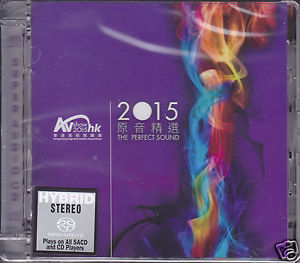 AV show 2015 hk
2015
原音精選
THE PERFECT SOUND
HYBRID
STEREO
Plays on All SACD
and CD Players